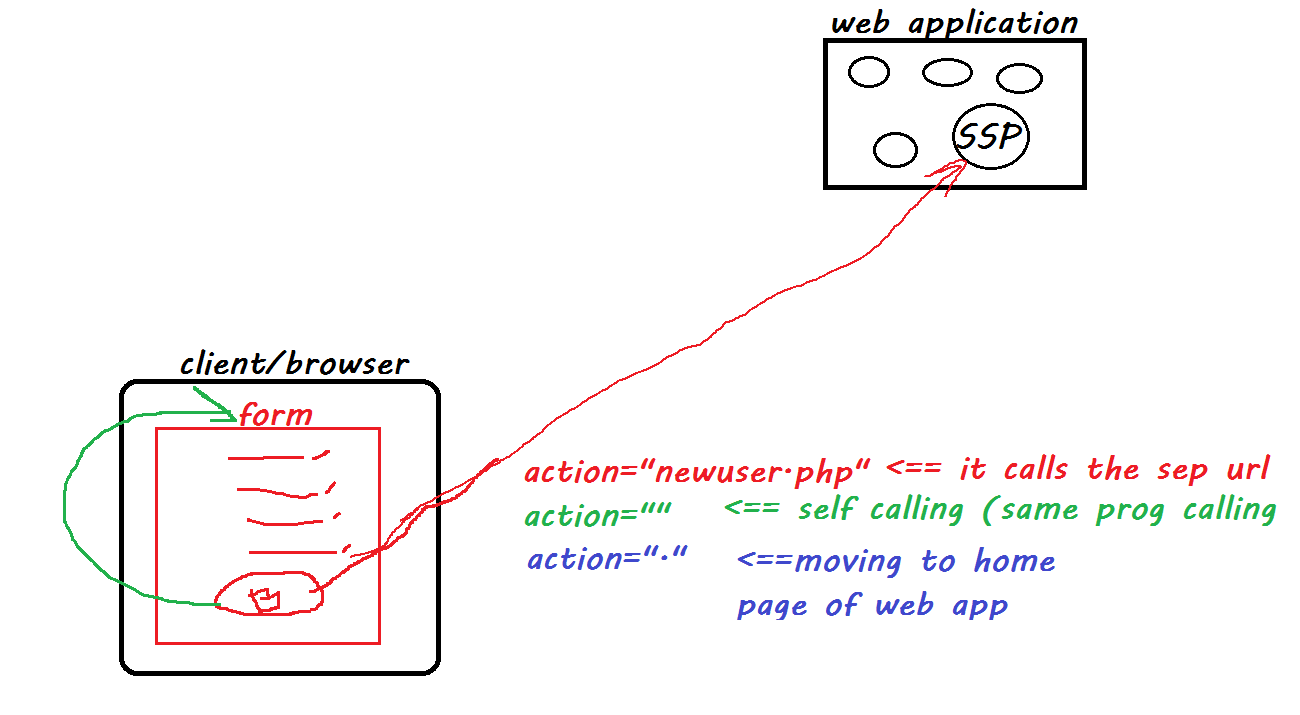 web application
SSP
client/browser
form
action="newuser.php" <== it calls the sep url
action="" <== self calling (same prog calling
action="." <==moving to home
page of web app